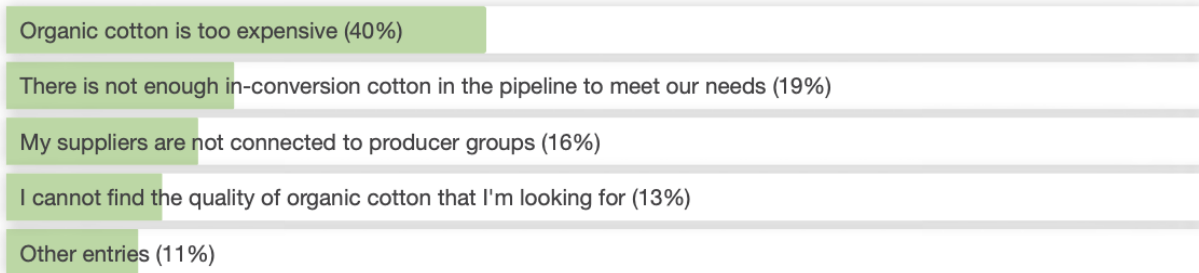 Organic cotton is too expensive (40%)
There is not enough in-conversion cotton in the pipeline to meet our needs (19%)
My suppliers are not connected to producer groups (16%)
I cannot find the quality of organic cotton that I'm looking for (13%)
Other entries (11%)